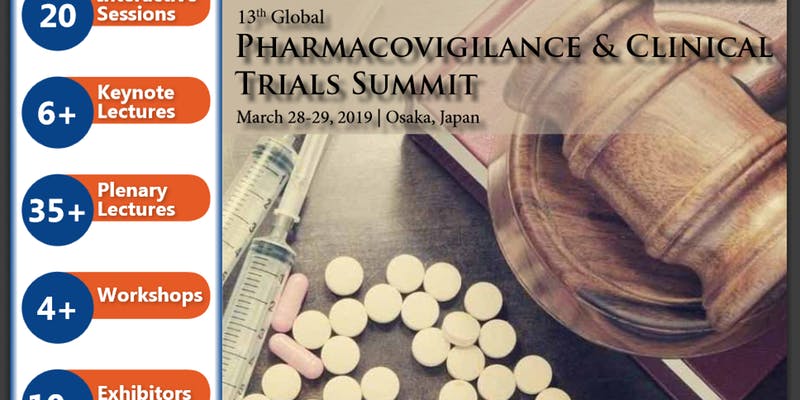 20
Interactive
Sessions
6+
Keynote
Lectures
35+
Plenary
Lectures
4+
Workshops
Exhibitors
13th Global
PHARMACOVIGILANCE & CLINICAL
TRIALS SUMMIT
March 28-29, 2019 | Osaka, Japan